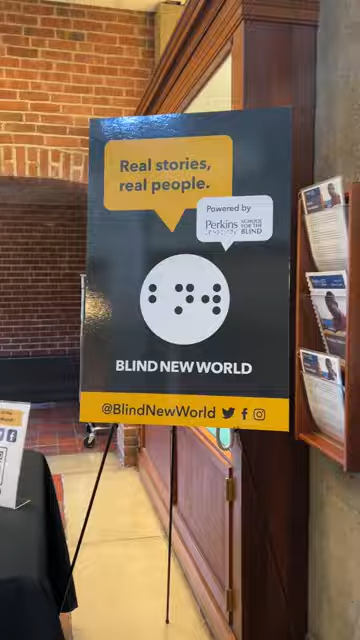 Real stories,
real people.
Powered by
Perkins SCHOOL FOR THE BLIND
⠃⠝⠺
BLIND NEW WORLD
@BlindNewWorld